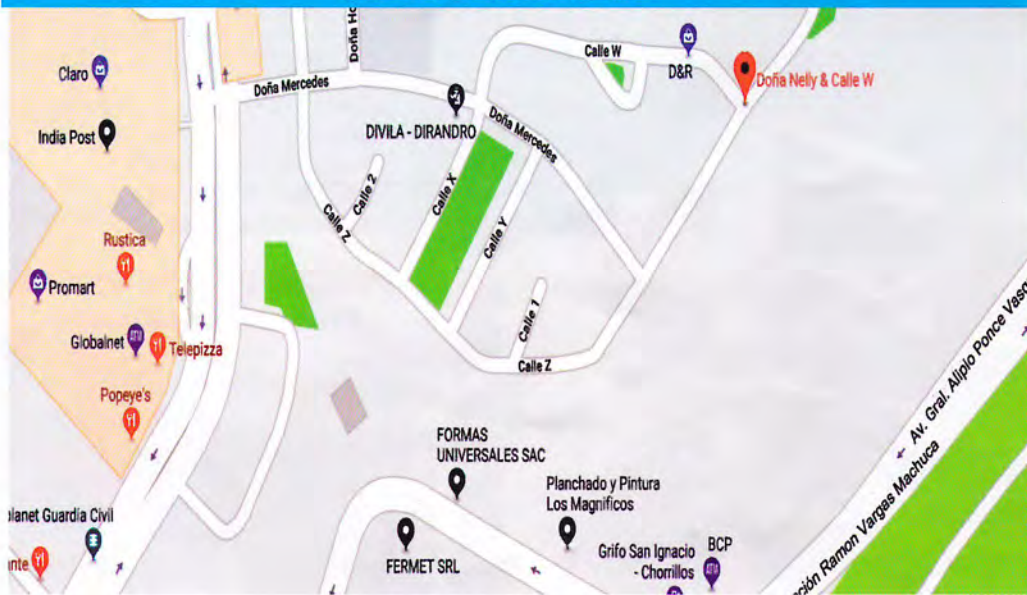 Claro
India Post
Rustica
Promart
Globalnet
ATM
Telepizza
Popeye's
Guardia Civil
Doña Mercedes
DIVILA - DIRANDRO
Doña Mercedes
Calle W
D&R
Doña Nelly & Calle W
Calle 2
Calle Z
Calle X
Calle Y
Calle 1
Calle Z
FORMAS
UNIVERSALES SAC
FERMET SRL
Planchado y Pintura
Los Magnificos
Grifo San Ignacio
- Chorrillos
BCP
ATM
Av. Gral. Alipio Ponce
Ramon Vargas Machuca